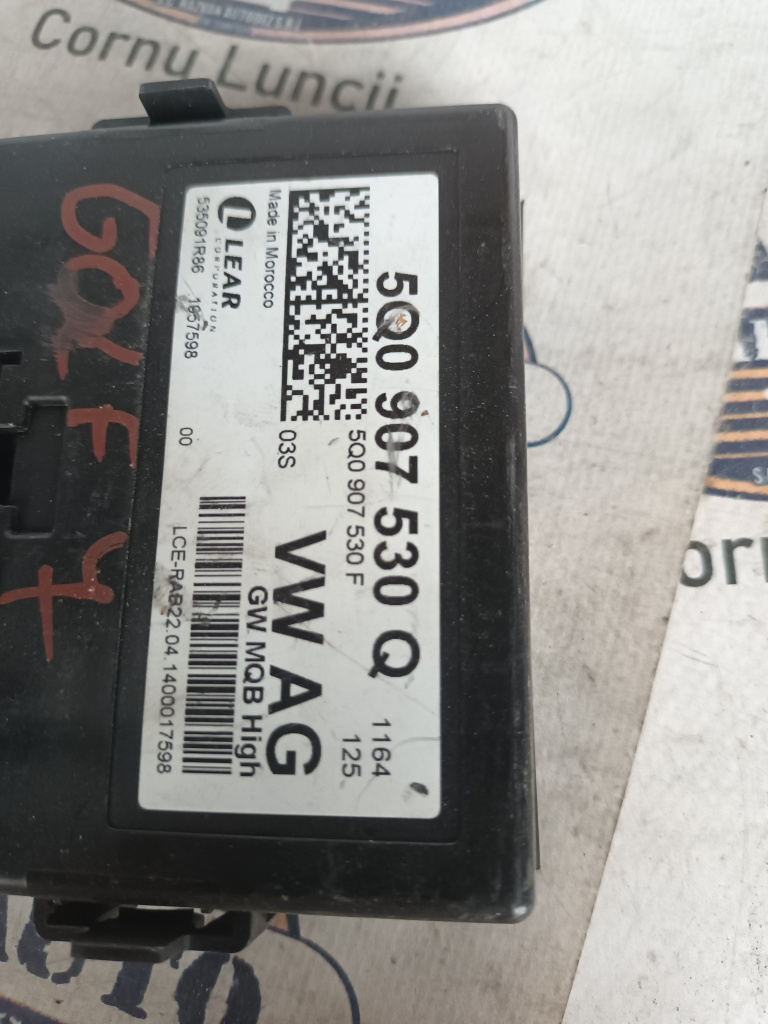 Cornu Luncii
GOLF 7
5Q0 907 530 Q
1164
5Q0 907 530 F
125
03S
VW AG
GW MQB High
Made in Morocco
LEAR
CORPORATION
535091R86 1057598 00
LCE-RAB22.04.1400017598